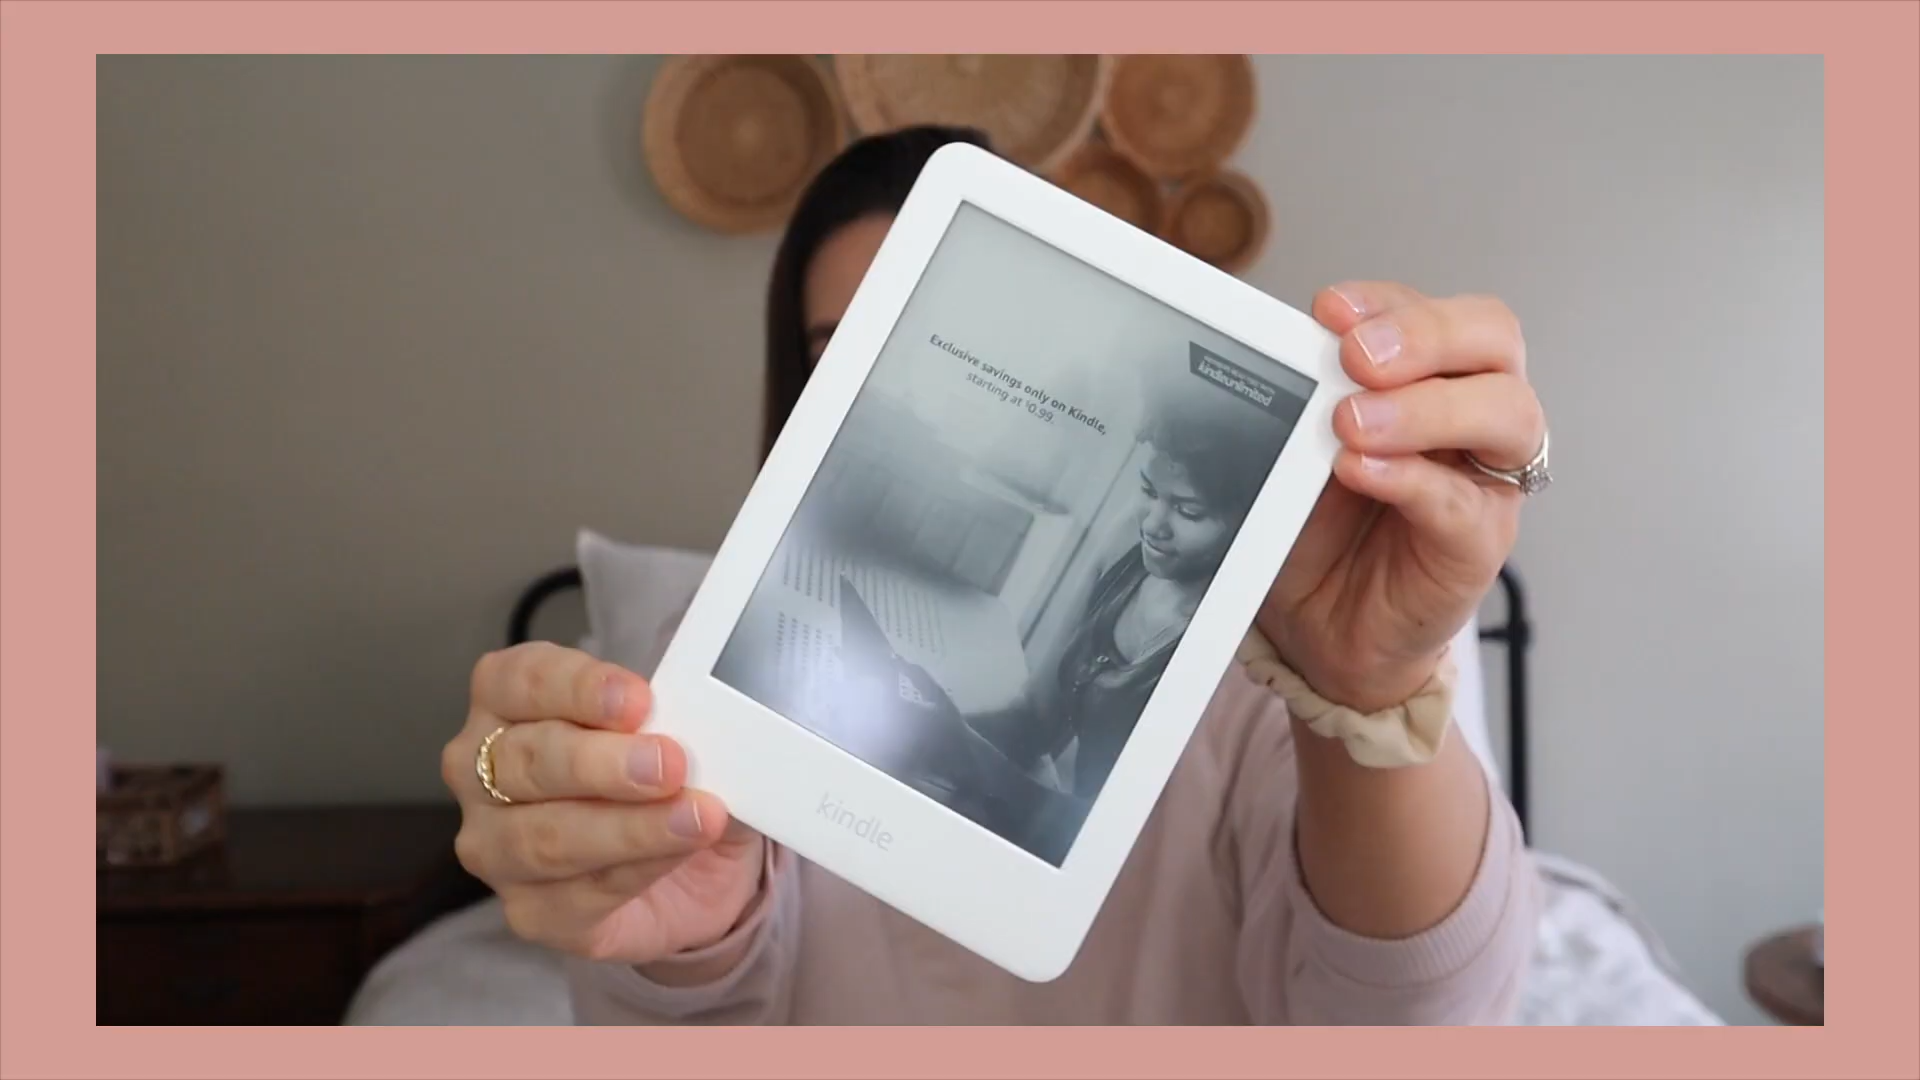 Exclusive savings only on Kindle,
starting at $0.99.
kindleunlimited
kindle